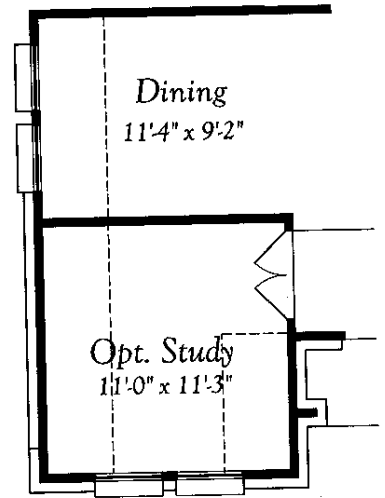 Dining
11'-4" x 9'-2"
Opt. Study
11'-0" x 11'-3"